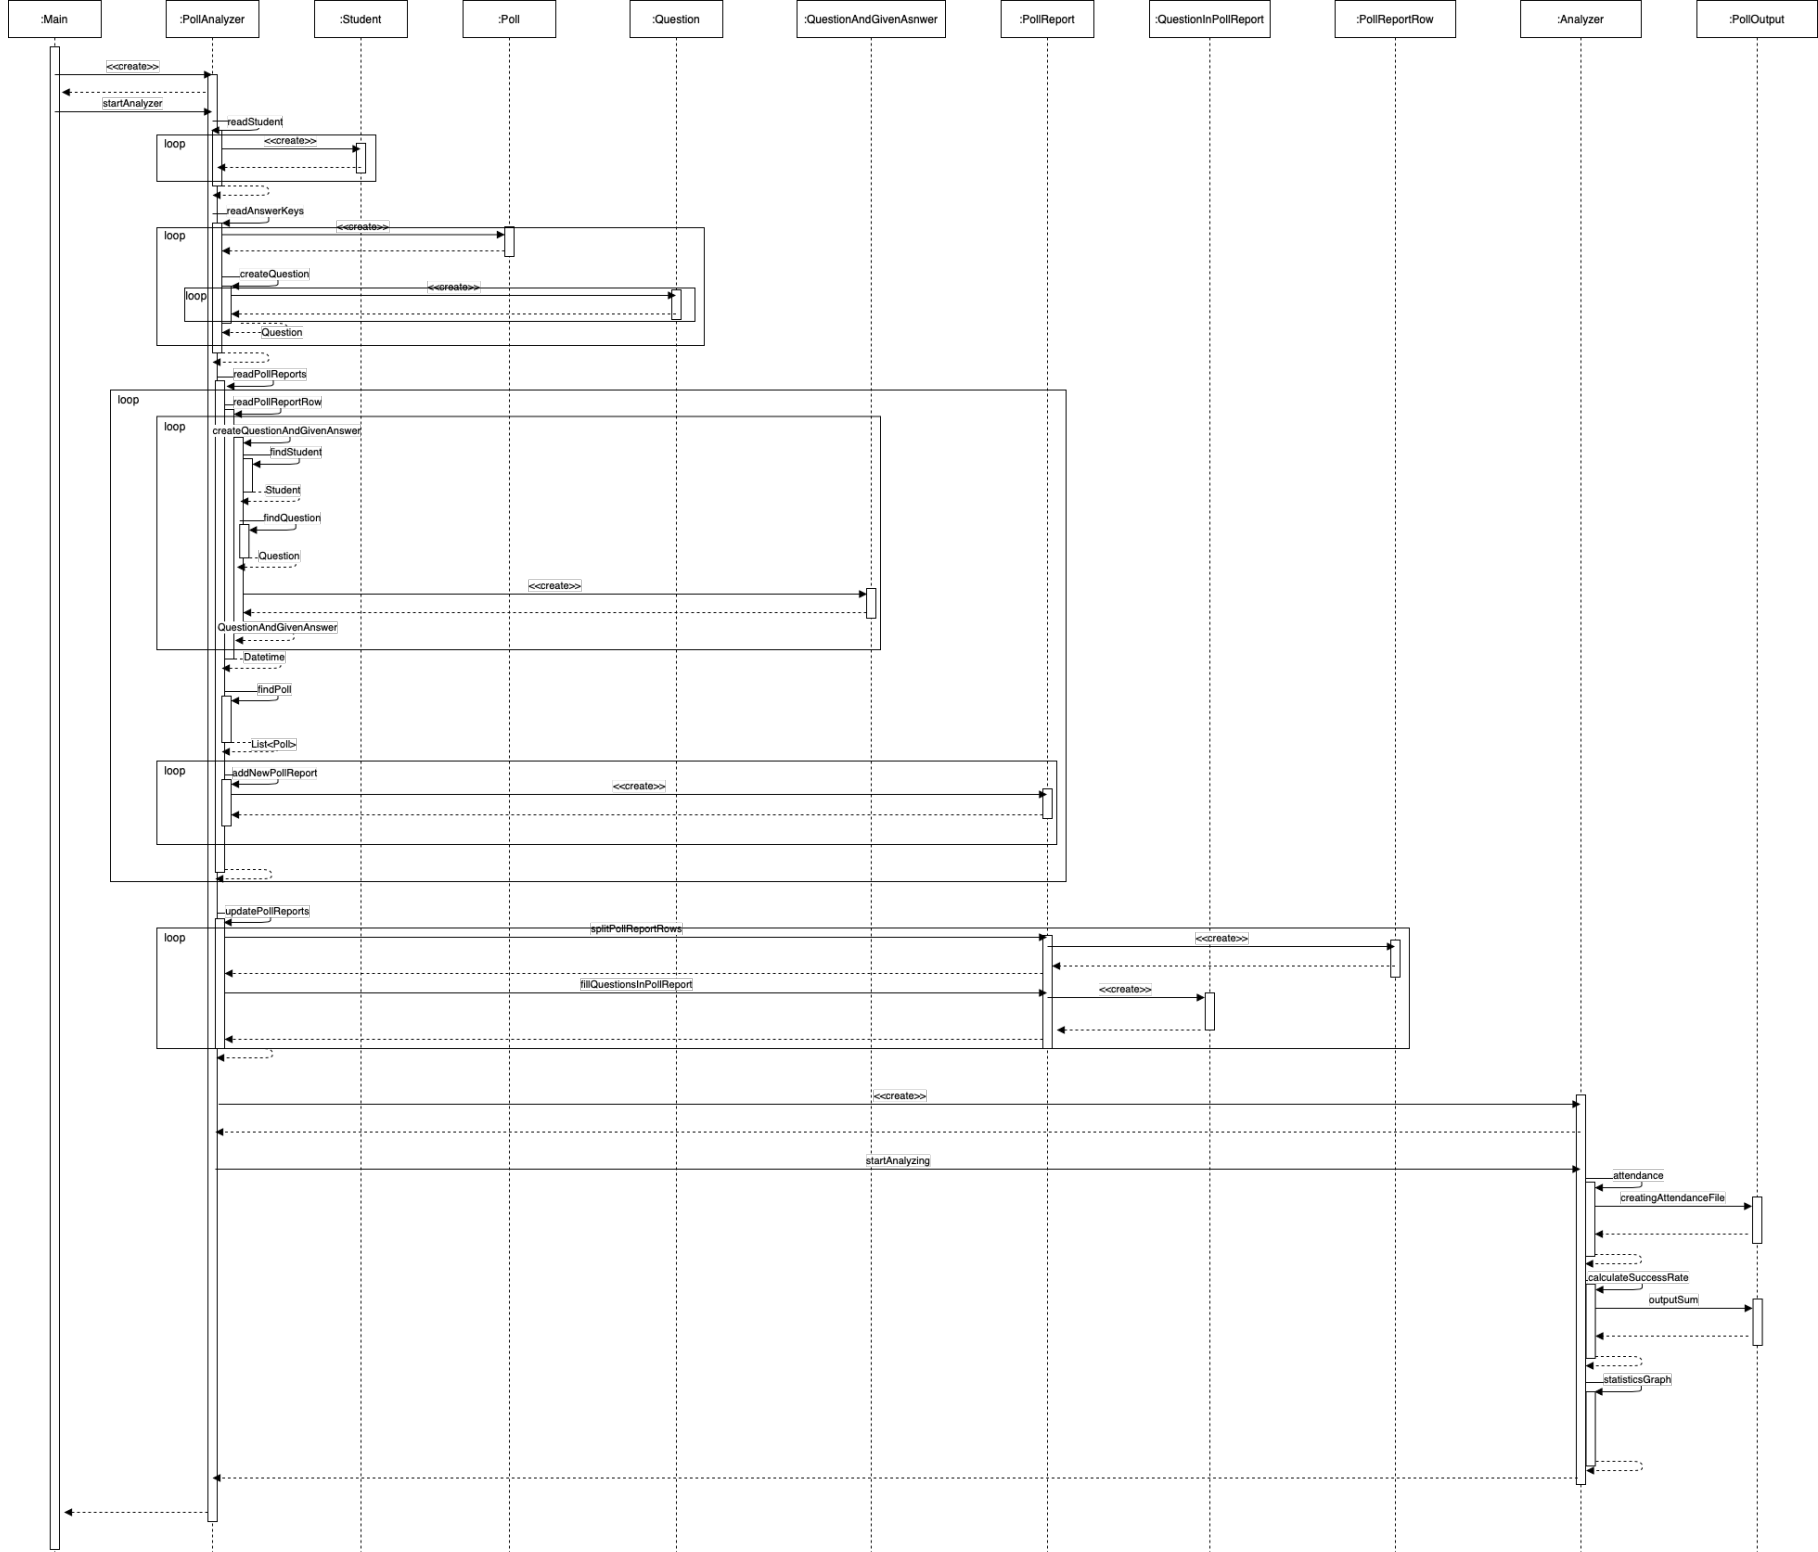 :Main
:PollAnalyzer
:Student
:Poll
:Question
:QuestionAndGivenAsnwer
:PollReport
:QuestionInPollReport
:PollReportRow
:Analyzer
:PollOutput
<<create>>
startAnalyzer
readStudent
loop
<<create>>
readAnswerKeys
loop
<<create>>
createQuestion
loop
<<create>>
Question
readPollReports
loop
readPollReportRow
loop
createQuestionAndGivenAnswer
findStudent
Student
findQuestion
Question
<<create>>
QuestionAndGivenAnswer
Datetime
findPoll
List<Poll>
loop
addNewPollReport
<<create>>
updatePollReports
loop
splitPollReportRows
<<create>>
fillQuestionsInPollReport
<<create>>
<<create>>
startAnalyzing
attendance
creatingAttendanceFile
calculateSuccessRate
outputSum
statisticsGraph